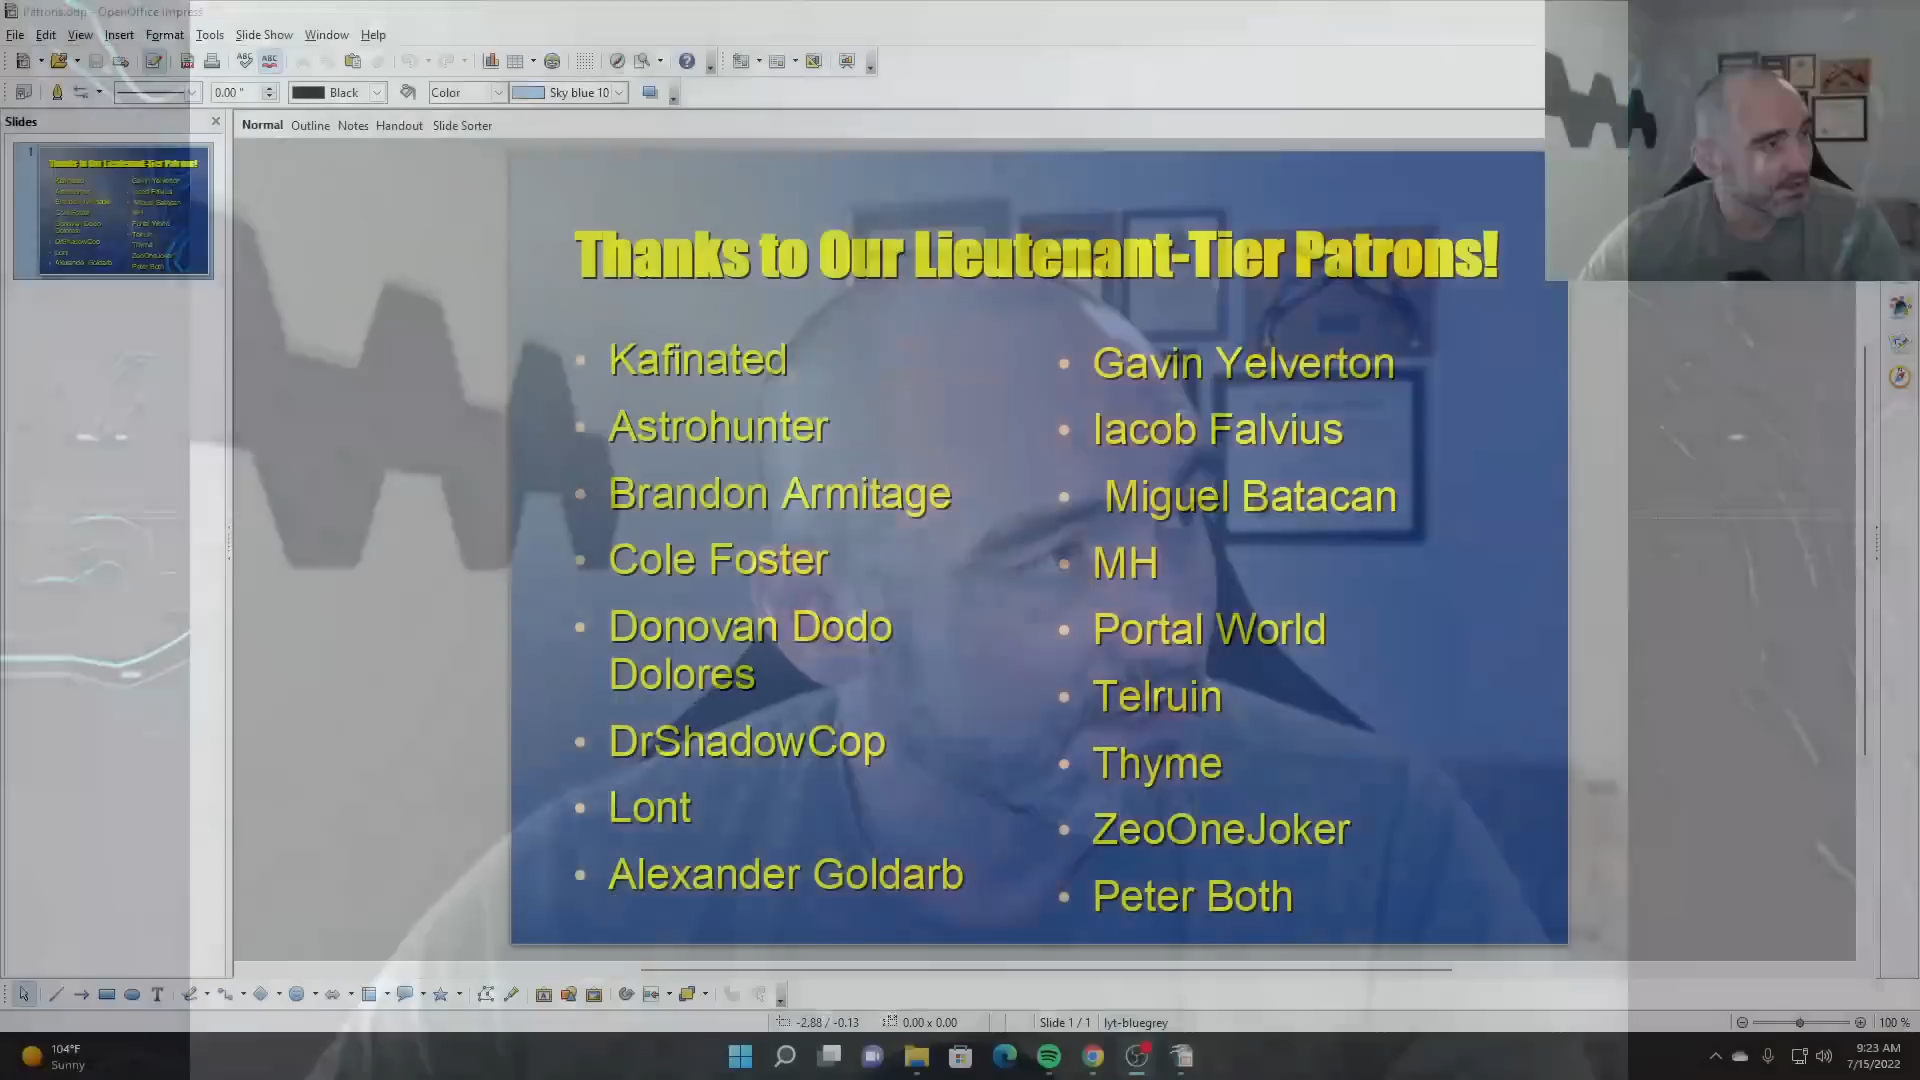 Patrons.odp - OpenOffice Impress
File Edit View Insert Format Tools Slide Show Window Help
0.00 " Black Color Sky blue 10
Slides
Normal Outline Notes Handout Slide Sorter
1
Thanks to Our Lieutenant-Tier Patrons!
Kafinated
Astrohunter
Brandon Armitage
Cole Foster
Donovan Dodo
Dolores
DrShadowCop
Lont
Alexander Goldarb
Gavin Yelverton
Iacob Falvius
Miguel Batacan
MH
Portal World
Telruin
Thyme
ZeoOneJoker
Peter Both
-2.88 / -0.13 0.00 x 0.00 Slide 1 / 1 lyt-bluegrey 100 %
104°F
Sunny
9:23 AM
7/15/2022